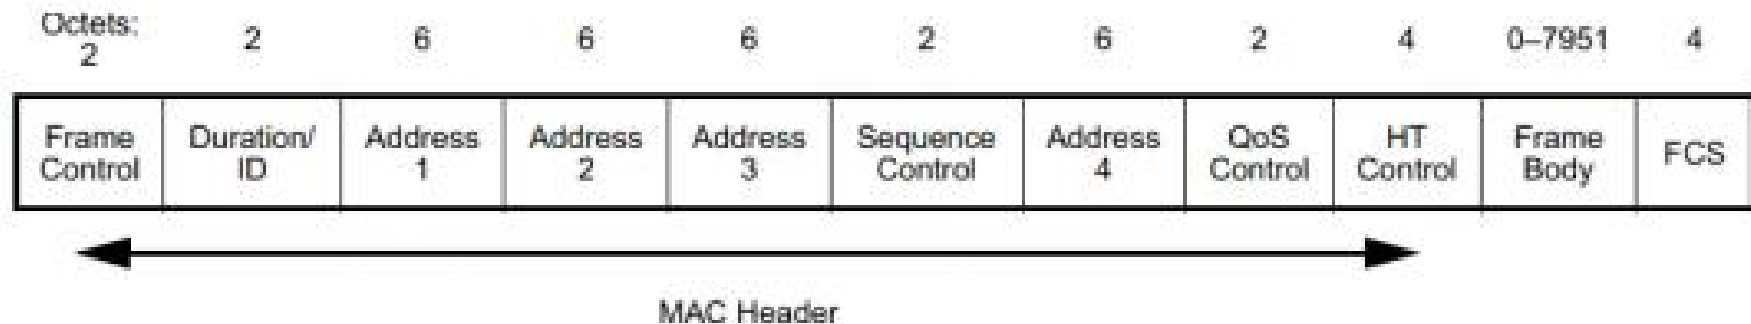 Octets:
2 2 6 6 6 2 6 2 4 0–7951 4
Frame Control Duration/ ID Address 1 Address 2 Address 3 Sequence Control Address 4 QoS Control HT Control Frame Body FCS
MAC Header